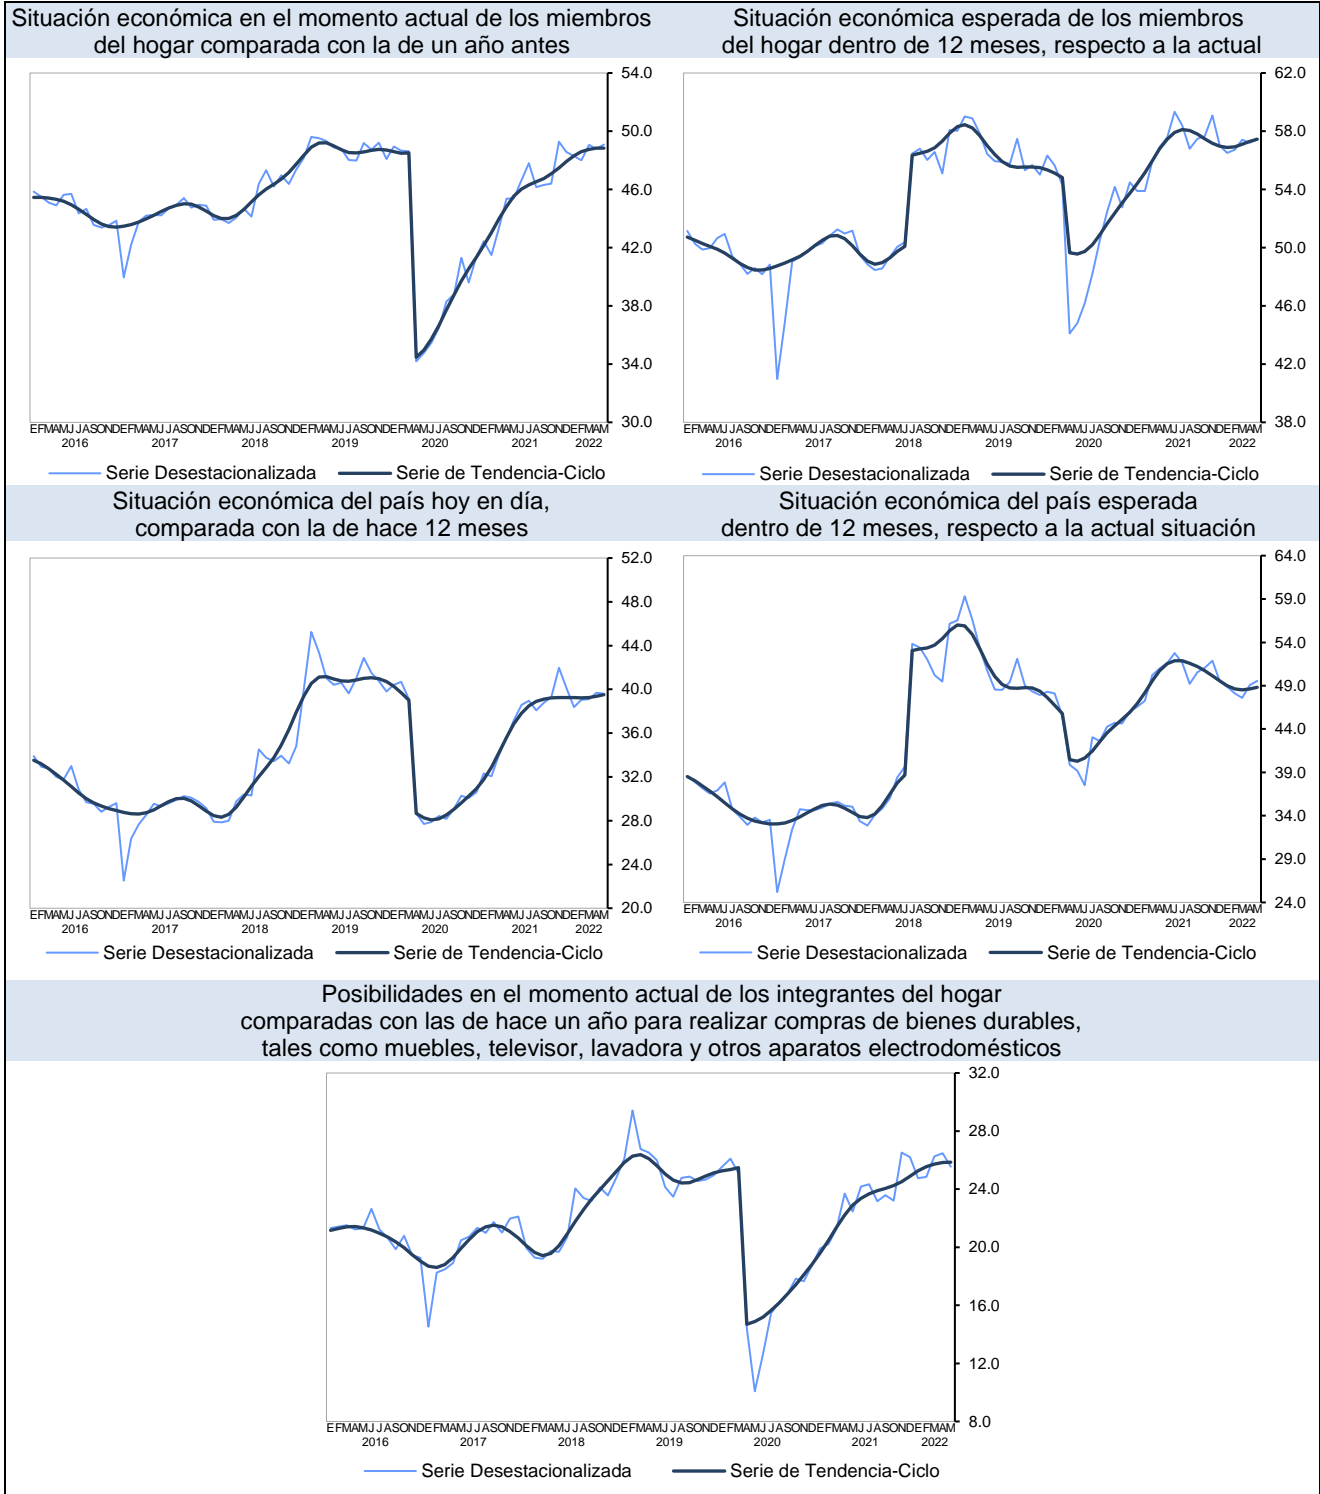 Situación económica en el momento actual de los miembros
del hogar comparada con la de un año antes
54.0
50.0
46.0
42.0
38.0
34.0
30.0
EFMAMJJASONDEFMAMJJASONDEFMAMJJASONDEFMAMJJASONDEFMAMJJASONDEFMAMJJASONDEFMAM
2016 2017 2018 2019 2020 2021 2022
Serie Desestacionalizada Serie de Tendencia-Ciclo
Situación económica esperada de los miembros
del hogar dentro de 12 meses, respecto a la actual
62.0
58.0
54.0
50.0
46.0
42.0
38.0
EFMAMJJASONDEFMAMJJASONDEFMAMJJASONDEFMAMJJASONDEFMAMJJASONDEFMAMJJASONDEFMAM
2016 2017 2018 2019 2020 2021 2022
Serie Desestacionalizada Serie de Tendencia-Ciclo
Situación económica del país hoy en día,
comparada con la de hace 12 meses
52.0
48.0
44.0
40.0
36.0
32.0
28.0
24.0
20.0
EFMAMJJASONDEFMAMJJASONDEFMAMJJASONDEFMAMJJASONDEFMAMJJASONDEFMAMJJASONDEFMAM
2016 2017 2018 2019 2020 2021 2022
Serie Desestacionalizada Serie de Tendencia-Ciclo
Situación económica del país esperada
dentro de 12 meses, respecto a la actual situación
64.0
59.0
54.0
49.0
44.0
39.0
34.0
29.0
24.0
EFMAMJJASONDEFMAMJJASONDEFMAMJJASONDEFMAMJJASONDEFMAMJJASONDEFMAMJJASONDEFMAM
2016 2017 2018 2019 2020 2021 2022
Serie Desestacionalizada Serie de Tendencia-Ciclo
Posibilidades en el momento actual de los integrantes del hogar
comparadas con las de hace un año para realizar compras de bienes durables,
tales como muebles, televisor, lavadora y otros aparatos electrodomésticos
32.0
28.0
24.0
20.0
16.0
12.0
8.0
EFMAMJJASONDEFMAMJJASONDEFMAMJJASONDEFMAMJJASONDEFMAMJJASONDEFMAMJJASONDEFMAM
2016 2017 2018 2019 2020 2021 2022
Serie Desestacionalizada Serie de Tendencia-Ciclo